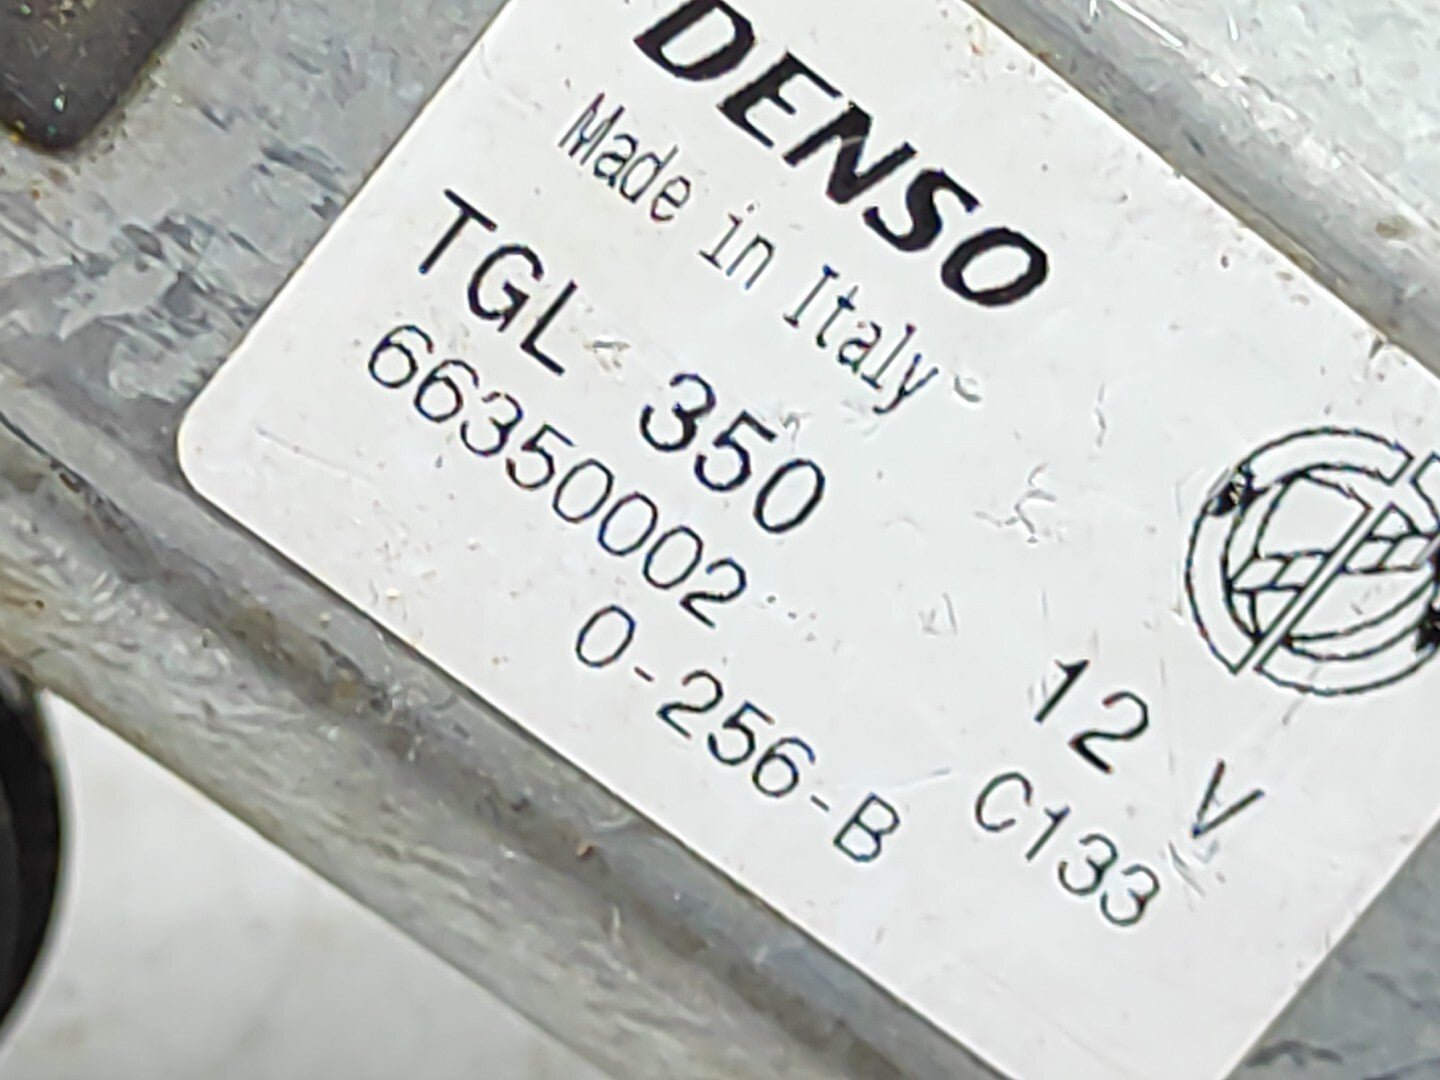 DENSO
Made in Italy
TGL 350 12 V
66350002 C133
0-256-B